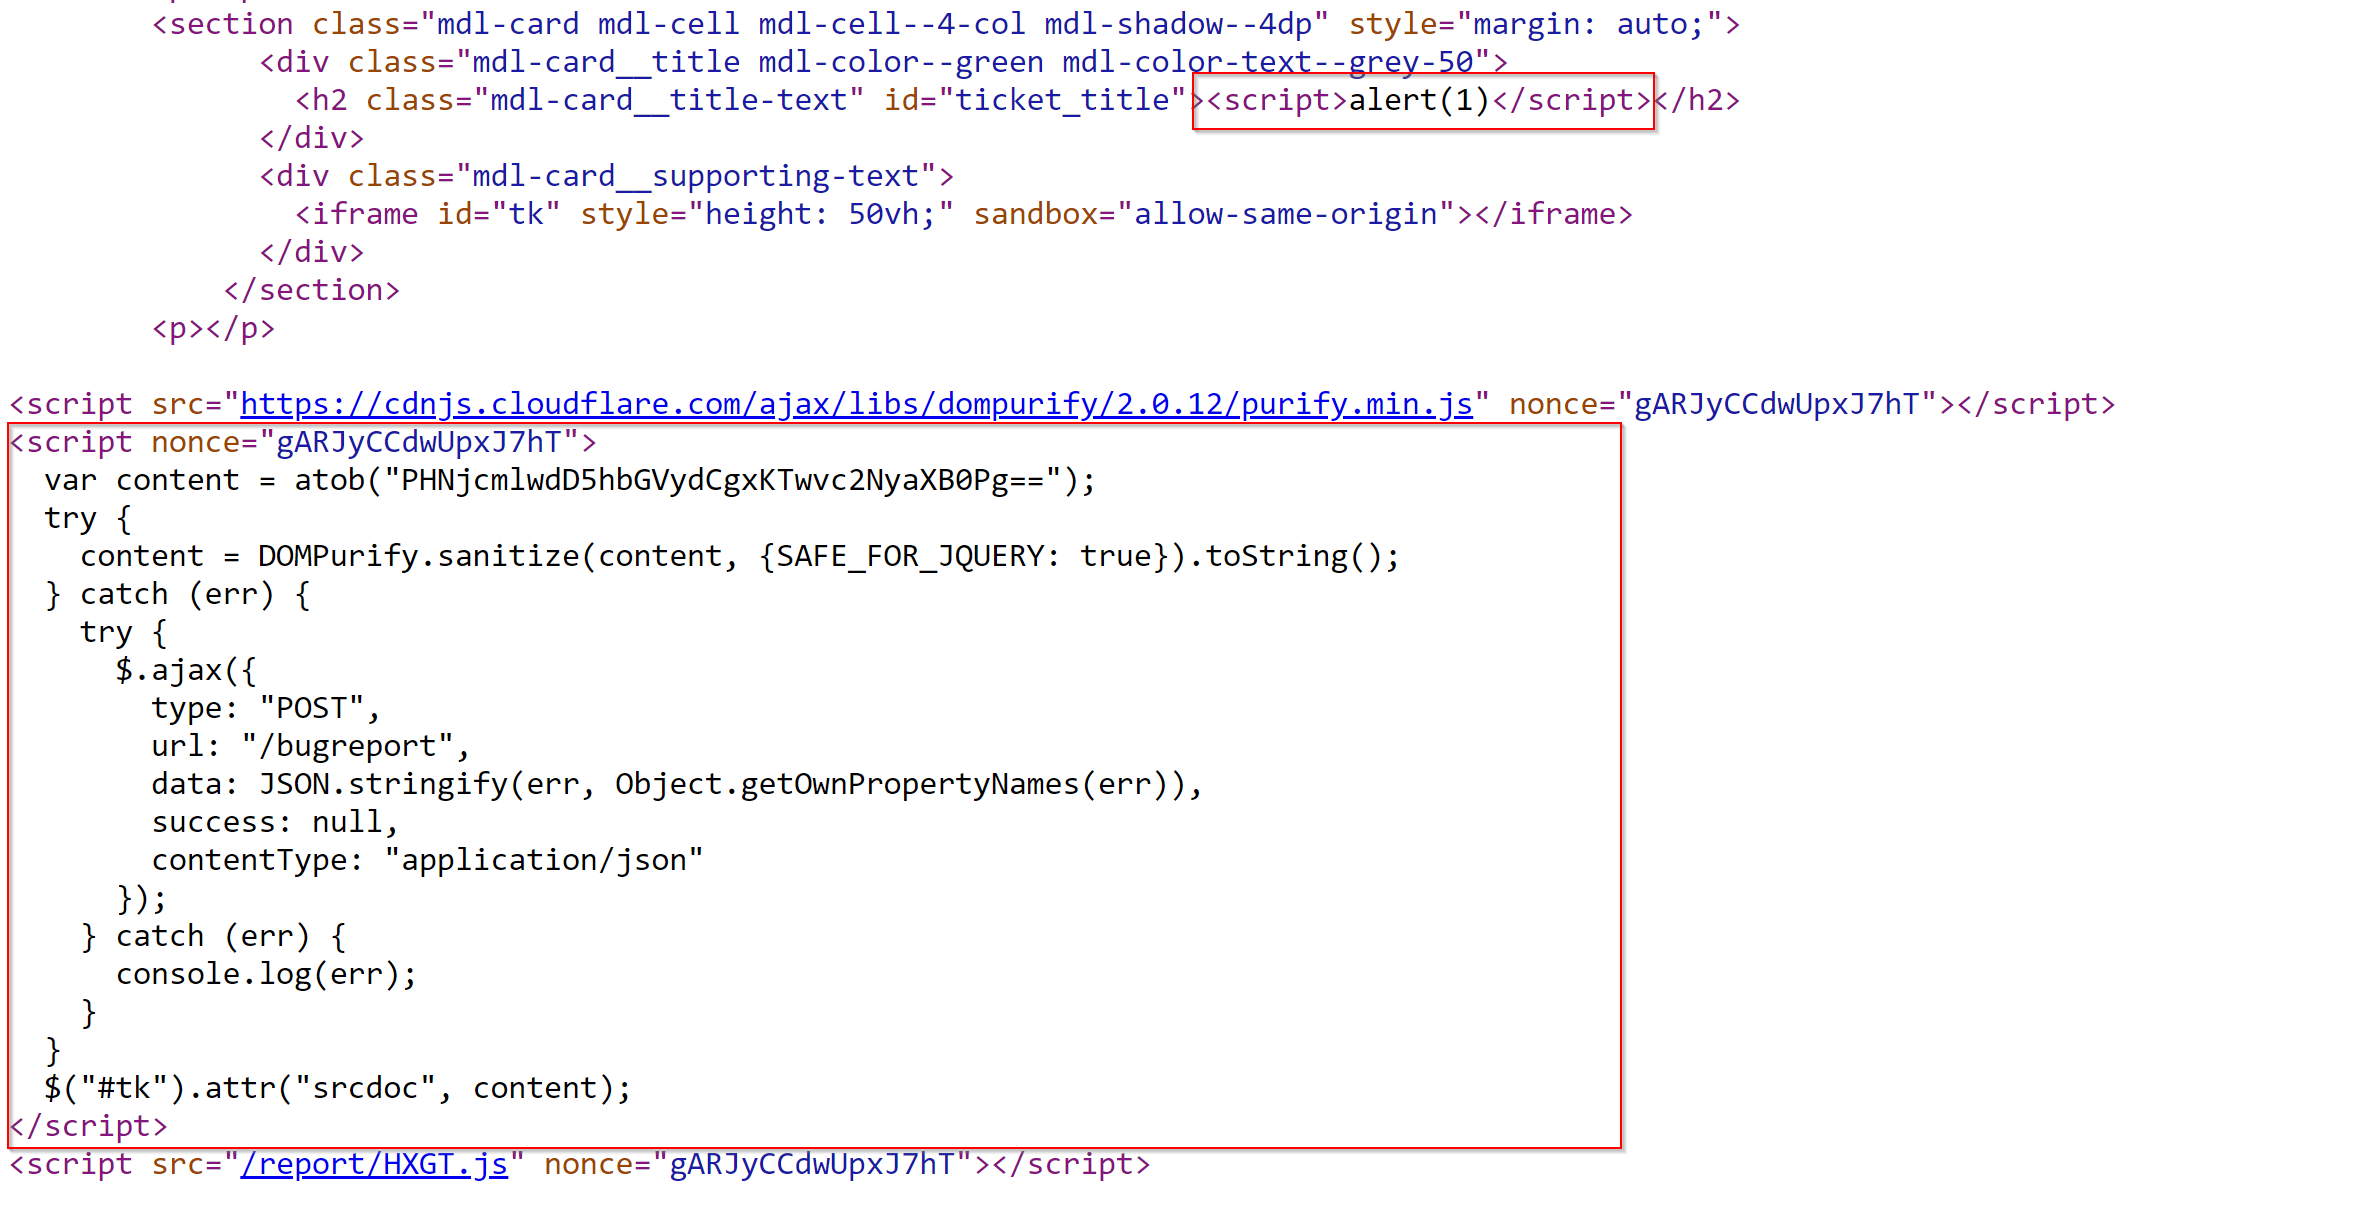 <section class="mdl-card mdl-cell mdl-cell--4-col mdl-shadow--4dp" style="margin: auto;">
<div class="mdl-card__title mdl-color--green mdl-color-text--grey-50">
<h2 class="mdl-card__title-text" id="ticket_title"><script>alert(1)</script></h2>
</div>
<div class="mdl-card__supporting-text">
<iframe id="tk" style="height: 50vh;" sandbox="allow-same-origin"></iframe>
</div>
</section>
<p></p>
<script src="https://cdnjs.cloudflare.com/ajax/libs/dompurify/2.0.12/purify.min.js" nonce="gARJyCCdwUpxJ7hT"></script>
<script nonce="gARJyCCdwUpxJ7hT">
var content = atob("PHNjcmlwdD5hbGVydCgxKTwvc2NyaXB0Pg==");
try {
content = DOMPurify.sanitize(content, {SAFE_FOR_JQUERY: true}).toString();
} catch (err) {
try {
$.ajax({
type: "POST",
url: "/bugreport",
data: JSON.stringify(err, Object.getOwnPropertyNames(err)),
success: null,
contentType: "application/json"
});
} catch (err) {
console.log(err);
}
}
$("#tk").attr("srcdoc", content);
</script>
<script src="/report/HXGT.js" nonce="gARJyCCdwUpxJ7hT"></script>